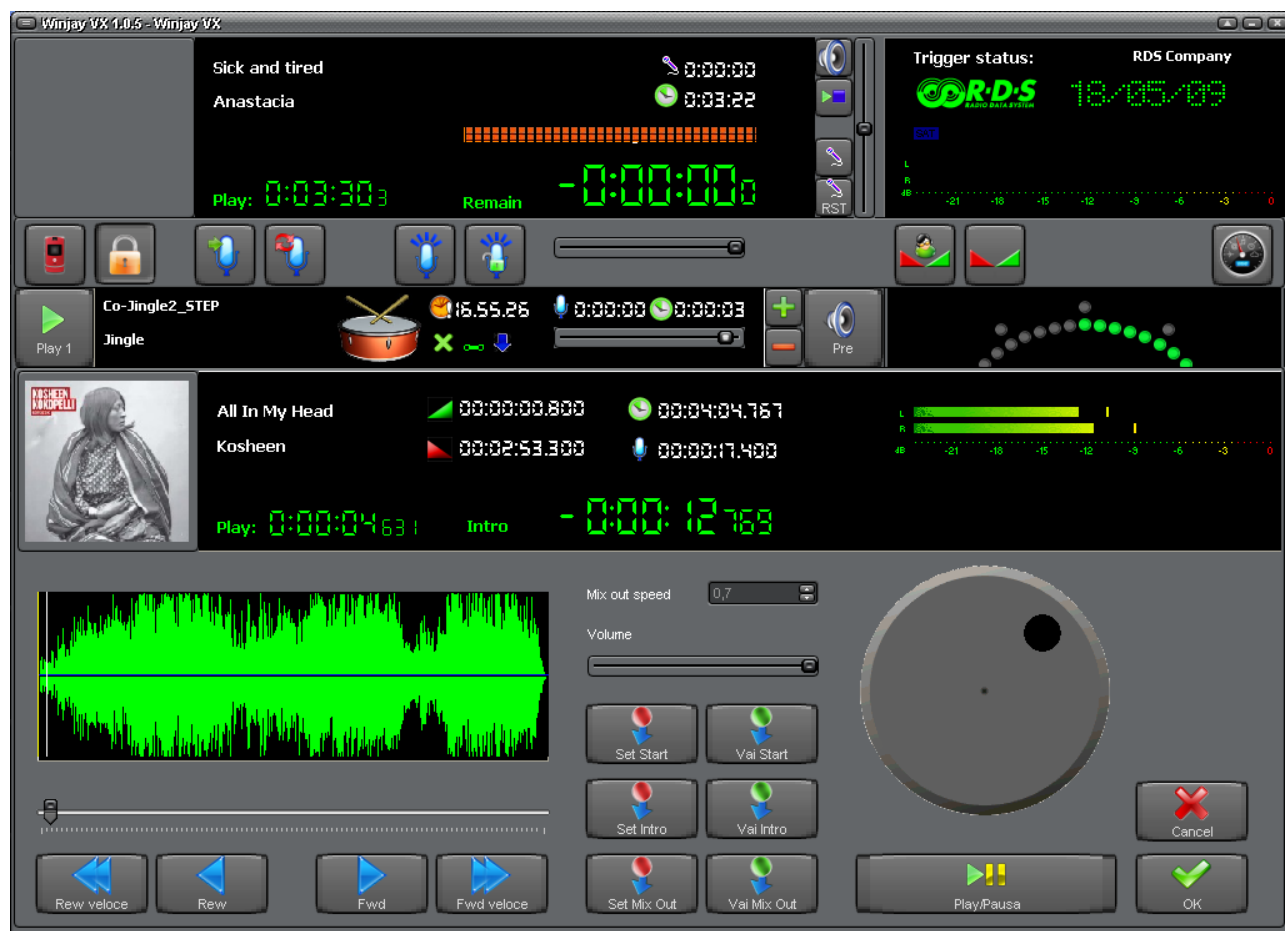 Winjay VX 1.0.5 - Winjay VX
Sick and tired
0:00:00
Anastacia
0:03:22
Play: 0:03:30 3
Remain -0:00:00 0
RST
Trigger status:
RDS Company
R·D·S
RADIO DATA SYSTEM
18/05/09
SAT
L
R
dB -21 -18 -15 -12 -9 -6 -3 0
Play 1
Co-Jingle2_STEP
Jingle
16.55.26 0:00:00 0:00:03
Pre
KOSHEEN
KOKOPELLI
All In My Head
00:00:00.800 00:04:04.767
Kosheen
00:02:53.300 00:00:17.400
Play: 0:00:04 631
Intro -0:00:12 769
L
R
dB -21 -18 -15 -12 -9 -6 -3 0
Mix out speed 0,7
Volume
Set Start
Vai Start
Set Intro
Vai Intro
Cancel
Rew veloce
Rew
Fwd
Fwd veloce
Set Mix Out
Vai Mix Out
Play/Pausa
OK